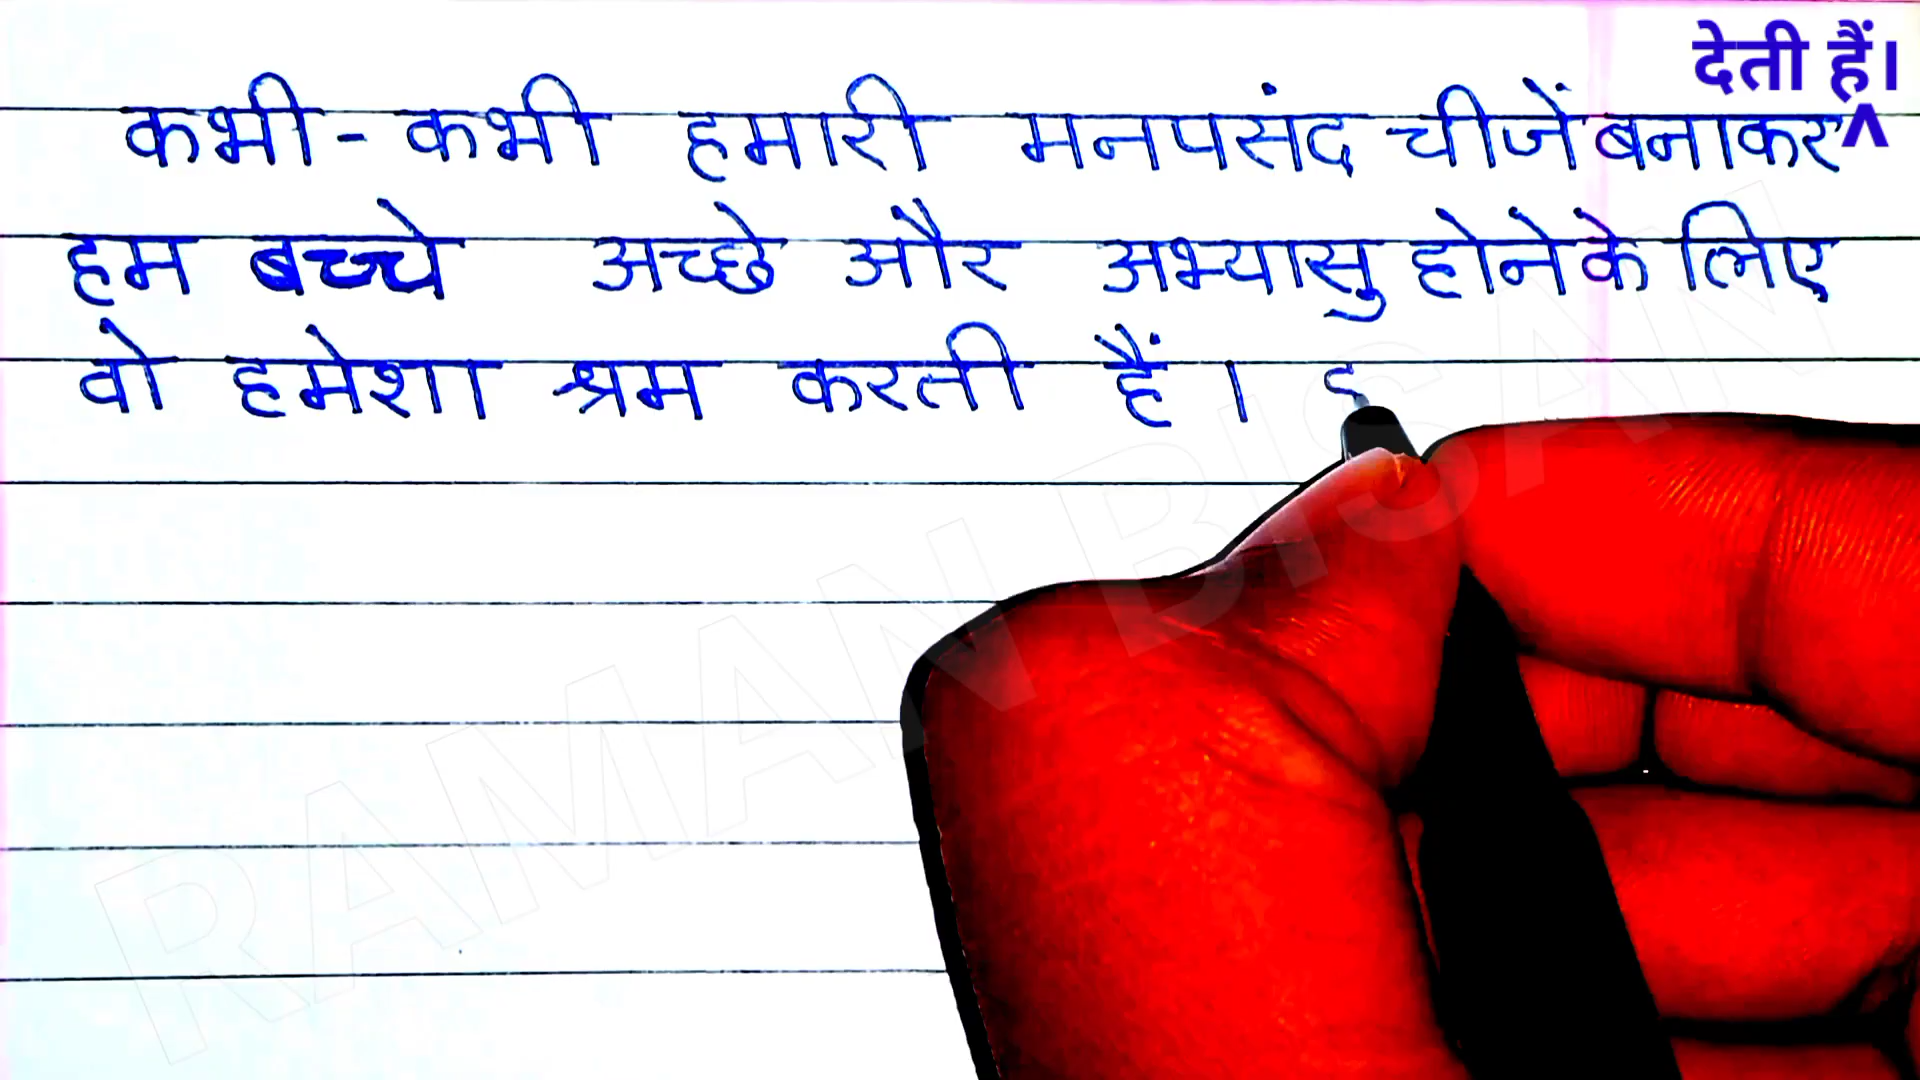 देती हैं।
कभी - कभी हमारी मनपसंद चीजें बनाकर ^
हम बच्चे अच्छे और अभ्यासु होने के लिए
वो हमेशा श्रम करती हैं।
RAMAN BISAN